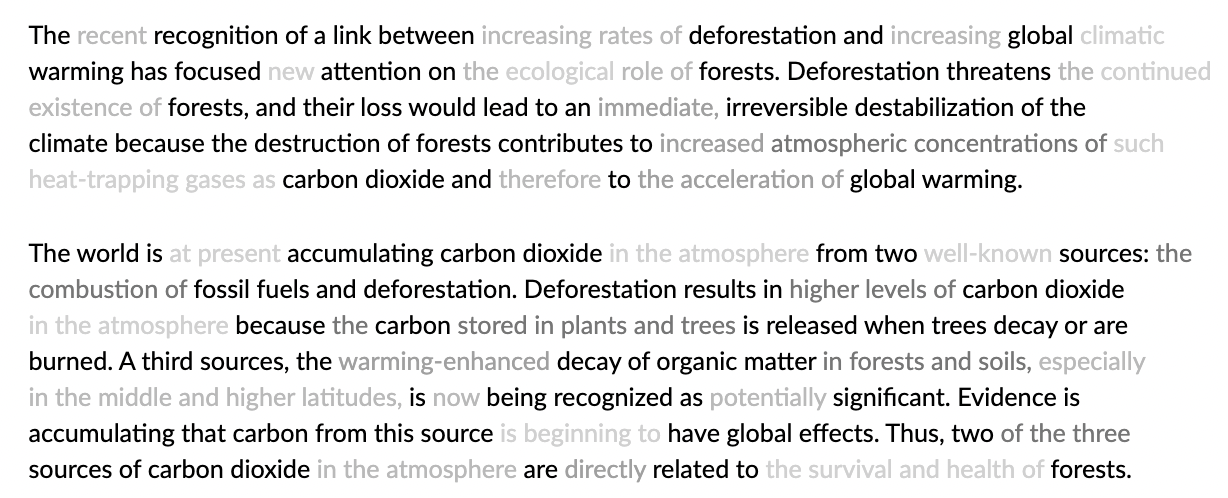 The recent recognition of a link between increasing rates of deforestation and increasing global climatic
warming has focused new attention on the ecological role of forests. Deforestation threatens the continued
existence of forests, and their loss would lead to an immediate, irreversible destabilization of the
climate because the destruction of forests contributes to increased atmospheric concentrations of such
heat-trapping gases as carbon dioxide and therefore to the acceleration of global warming.
The world is at present accumulating carbon dioxide in the atmosphere from two well-known sources: the
combustion of fossil fuels and deforestation. Deforestation results in higher levels of carbon dioxide
in the atmosphere because the carbon stored in plants and trees is released when trees decay or are
burned. A third sources, the warming-enhanced decay of organic matter in forests and soils, especially
in the middle and higher latitudes, is now being recognized as potentially significant. Evidence is
accumulating that carbon from this source is beginning to have global effects. Thus, two of the three
sources of carbon dioxide in the atmosphere are directly related to the survival and health of forests.